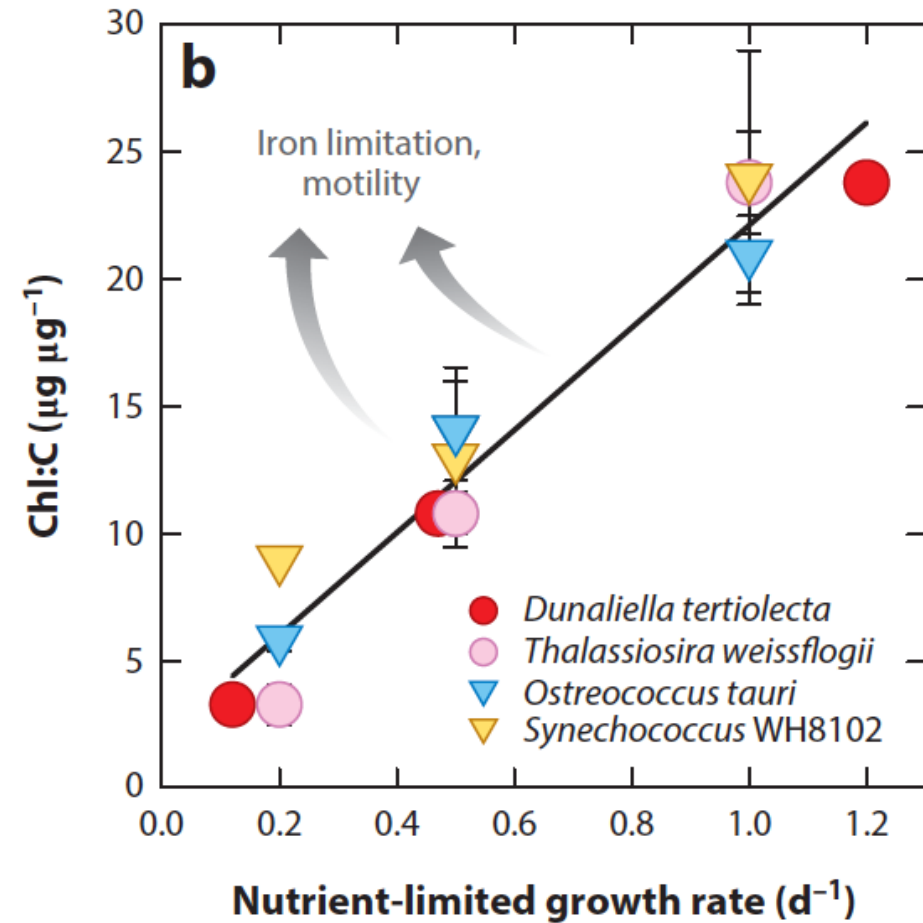 b
Iron limitation,
motility
Chl:C (µg µg⁻¹)
30
25
20
15
10
5
0
Dunaliella tertiolecta
Thalassiosira weissflogii
Ostreococcus tauri
Synechococcus WH8102
0.0 0.2 0.4 0.6 0.8 1.0 1.2
Nutrient-limited growth rate (d⁻¹)